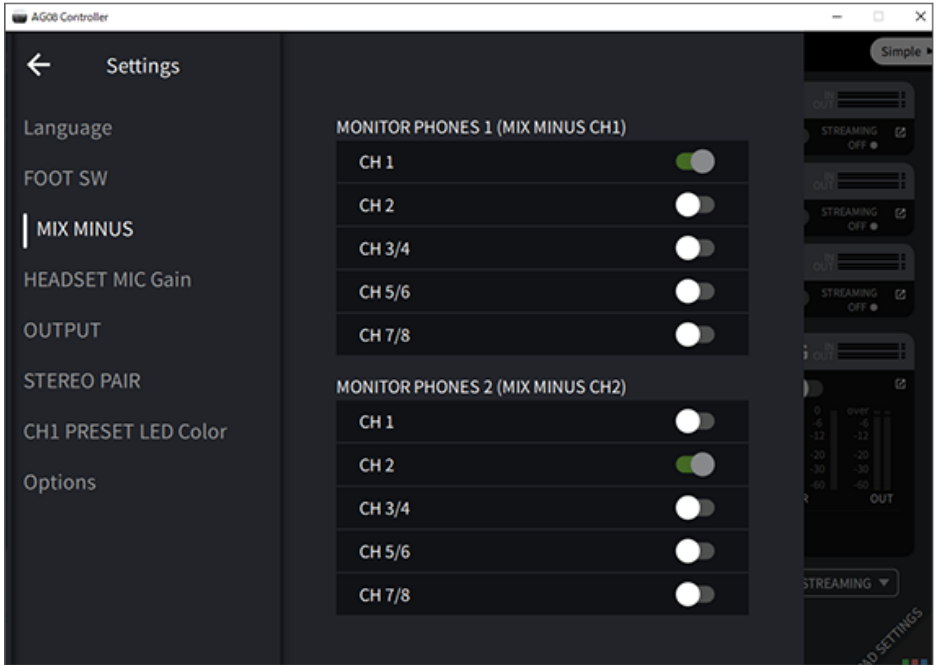 AG08 Controller
Settings
Simple
Language
FOOT SW
MIX MINUS
HEADSET MIC Gain
OUTPUT
STEREO PAIR
CH1 PRESET LED Color
Options
MONITOR PHONES 1 (MIX MINUS CH1)
CH 1
CH 2
CH 3/4
CH 5/6
CH 7/8
MONITOR PHONES 2 (MIX MINUS CH2)
CH 1
CH 2
CH 3/4
CH 5/6
CH 7/8
IN
OUT
STREAMING
OFF
IN
OUT
STREAMING
OFF
IN
OUT
STREAMING
OFF
G
IN
OUT
0 over
-6 -6
-12 -12
-20 -20
-30 -30
-60 -60
R OUT
STREAMING
AD SETTINGS